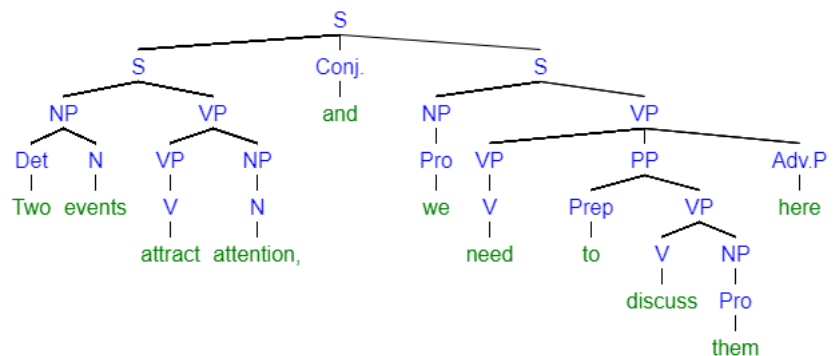 S
S Conj. S
NP VP and NP VP
Det N VP NP Pro VP PP Adv.P
Two events V N we V Prep VP here
attract attention, need to V NP
discuss Pro
them